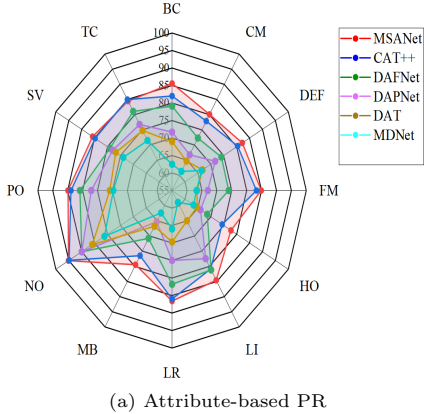 BC
TC
CM
SV
DEF
PO
FM
NO
HO
MB
LI
LR
100
95
90
85
80
75
70
65
60
55
MSANet
CAT++
DAFNet
DAPNet
DAT
MDNet
(a) Attribute-based PR